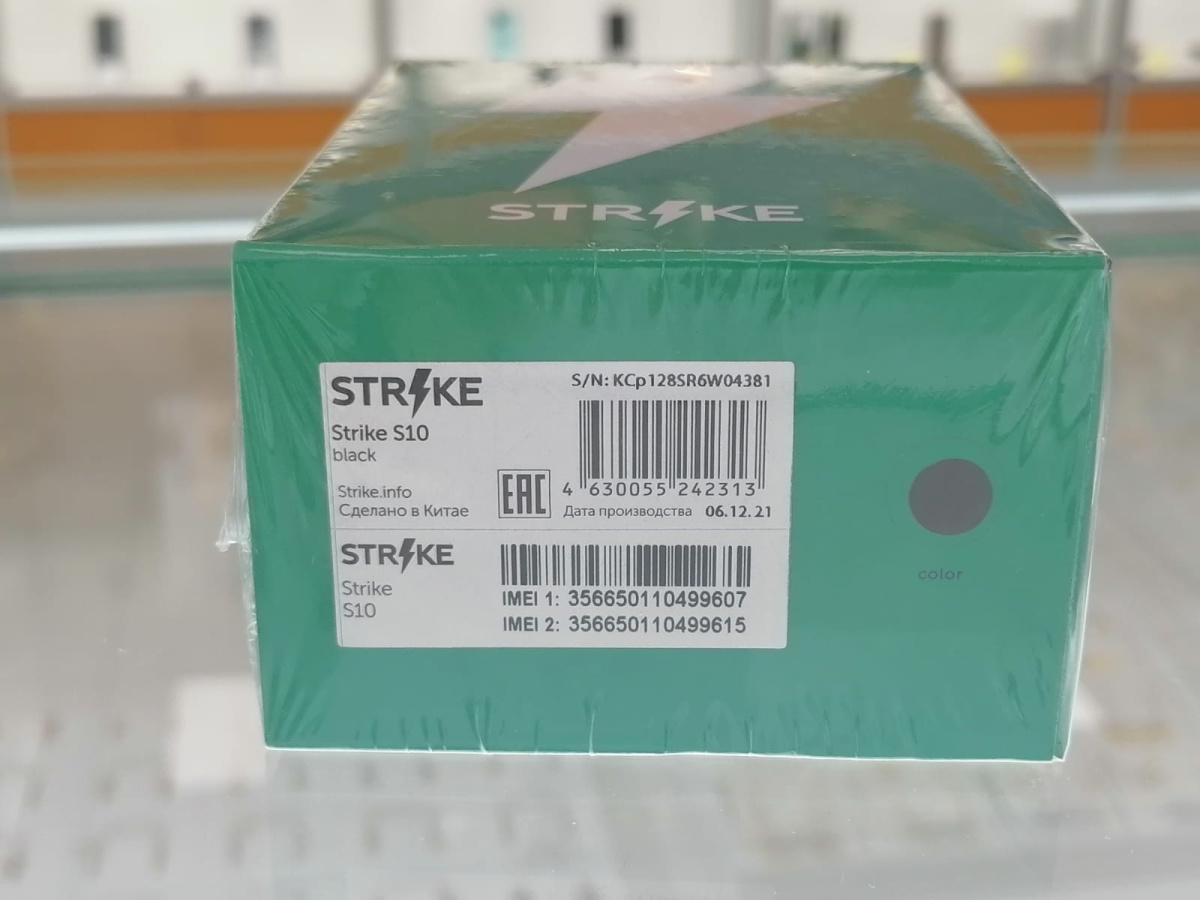 STRIKE
STRIKE
Strike S10
black
S/N: KCp128SR6W04381
4 630055 242313
Strike.info
Сделано в Китае
EAC
Дата производства 06.12.21
STRIKE
Strike
S10
IMEI 1: 356650110499607
IMEI 2: 356650110499615
color